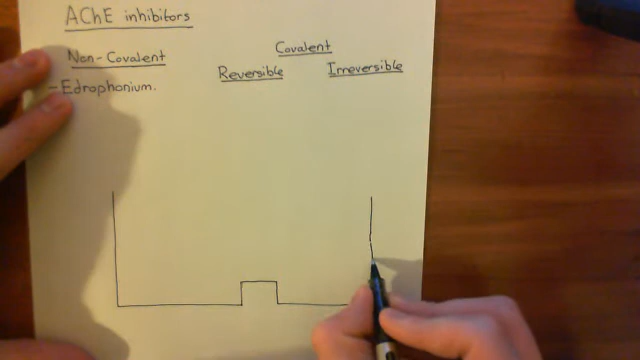 AChE inhibitors
Non-Covalent
Covalent
Reversible
Irreversible
- Edrophonium.